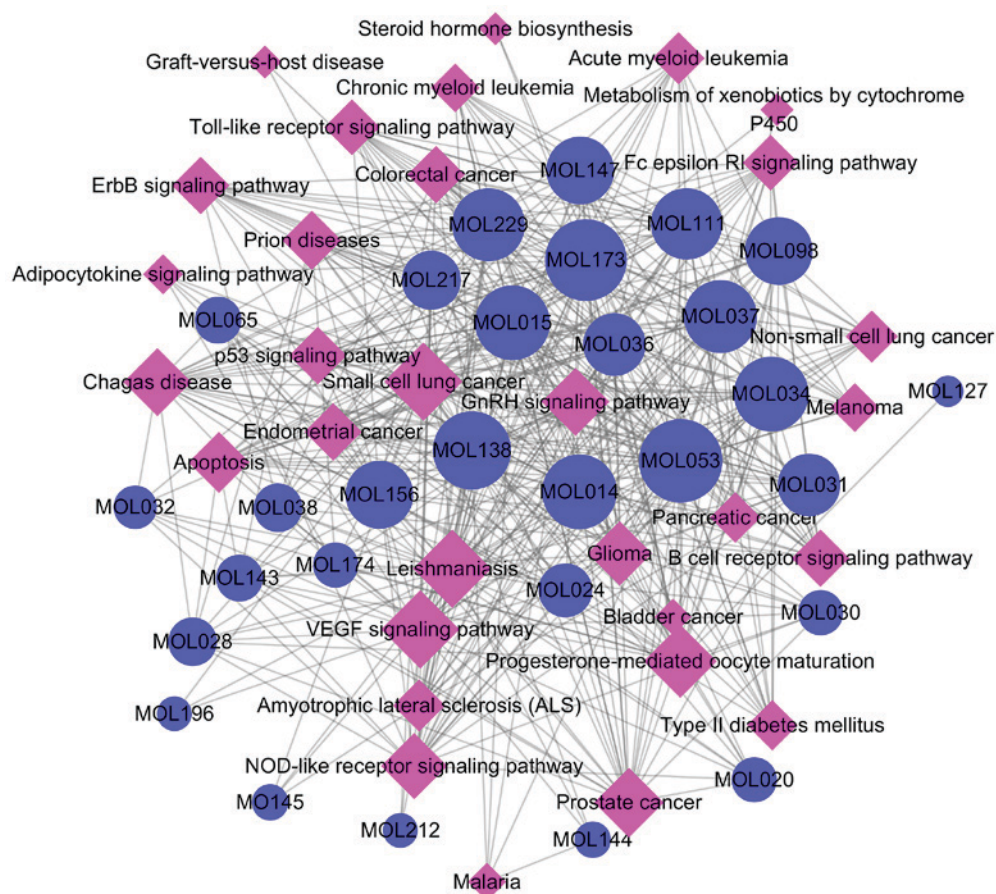 Steroid hormone biosynthesis
Graft-versus-host disease
Acute myeloid leukemia
Chronic myeloid leukemia
Metabolism of xenobiotics by cytochrome
P450
Toll-like receptor signaling pathway
Colorectal cancer
MOL147
Fc epsilon RI signaling pathway
ErbB signaling pathway
MOL229
MOL111
Prion diseases
MOL173
MOL098
Adipocytokine signaling pathway
MOL217
MOL065
MOL015
MOL037
MOL036
Non-small cell lung cancer
p53 signaling pathway
Chagas disease
Small cell lung cancer
MOL127
GnRH signaling pathway
MOL034
Melanoma
Endometrial cancer
MOL138
Apoptosis
MOL053
MOL156
MOL014
MOL031
MOL032
MOL038
Pancreatic cancer
Glioma
B cell receptor signaling pathway
MOL174
Leishmaniasis
MOL143
MOL024
Bladder cancer
MOL030
VEGF signaling pathway
MOL028
Progesterone-mediated oocyte maturation
Amyotrophic lateral sclerosis (ALS)
MOL196
Type II diabetes mellitus
NOD-like receptor signaling pathway
MOL020
MO145
Prostate cancer
MOL212
MOL144
Malaria